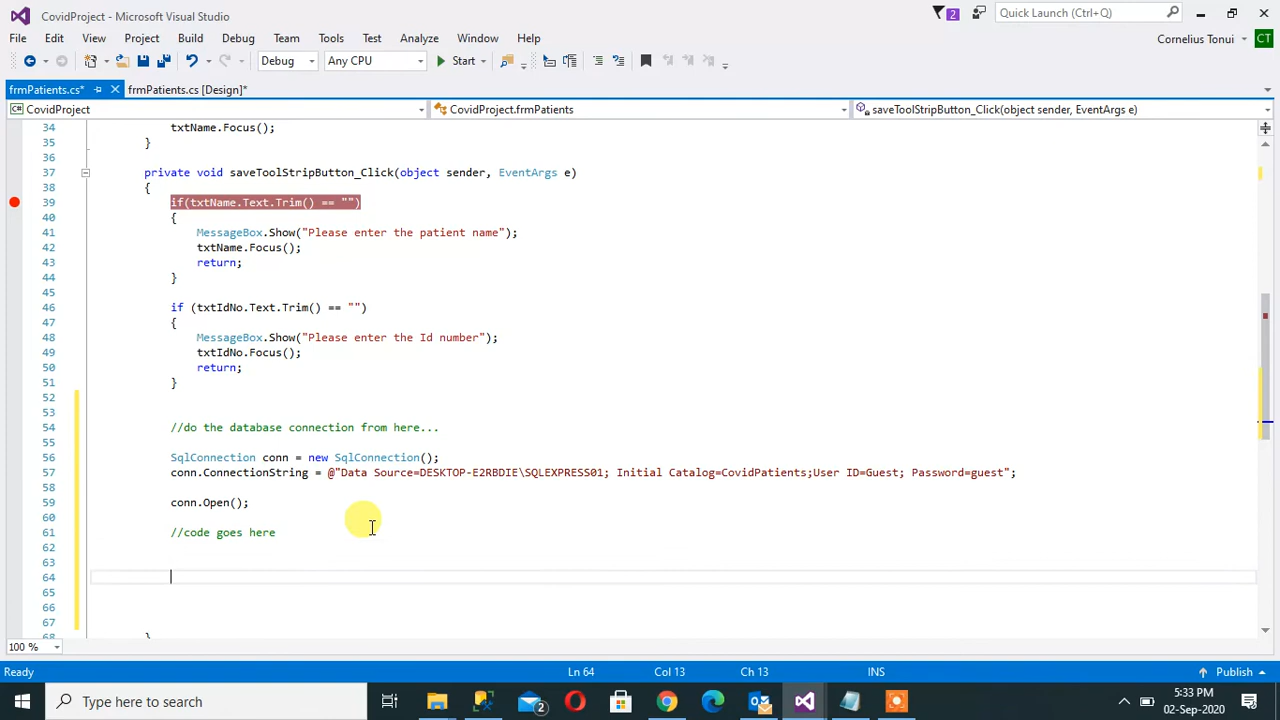 CovidProject - Microsoft Visual Studio
2
Quick Launch (Ctrl+Q)
File Edit View Project Build Debug Team Tools Test Analyze Window Help
Cornelius Tonui
CT
Debug Any CPU Start
frmPatients.cs* frmPatients.cs [Design]*
CovidProject CovidProject.frmPatients saveToolStripButton_Click(object sender, EventArgs e)
34 txtName.Focus();
35 }
36
37 private void saveToolStripButton_Click(object sender, EventArgs e)
38 {
39 if(txtName.Text.Trim() == "")
40 {
41 MessageBox.Show("Please enter the patient name");
42 txtName.Focus();
43 return;
44 }
45
46 if (txtIdNo.Text.Trim() == "")
47 {
48 MessageBox.Show("Please enter the Id number");
49 txtIdNo.Focus();
50 return;
51 }
52
53
54 //do the database connection from here...
55
56 SqlConnection conn = new SqlConnection();
57 conn.ConnectionString = @"Data Source=DESKTOP-E2RBDIE\SQLEXPRESS01; Initial Catalog=CovidPatients;User ID=Guest; Password=guest";
58
59 conn.Open();
60
61 //code goes here
62
63
64
65
66
67
68 }
100 %
Ready Ln 64 Col 13 Ch 13 INS Publish
Type here to search
2
5:33 PM
02-Sep-2020